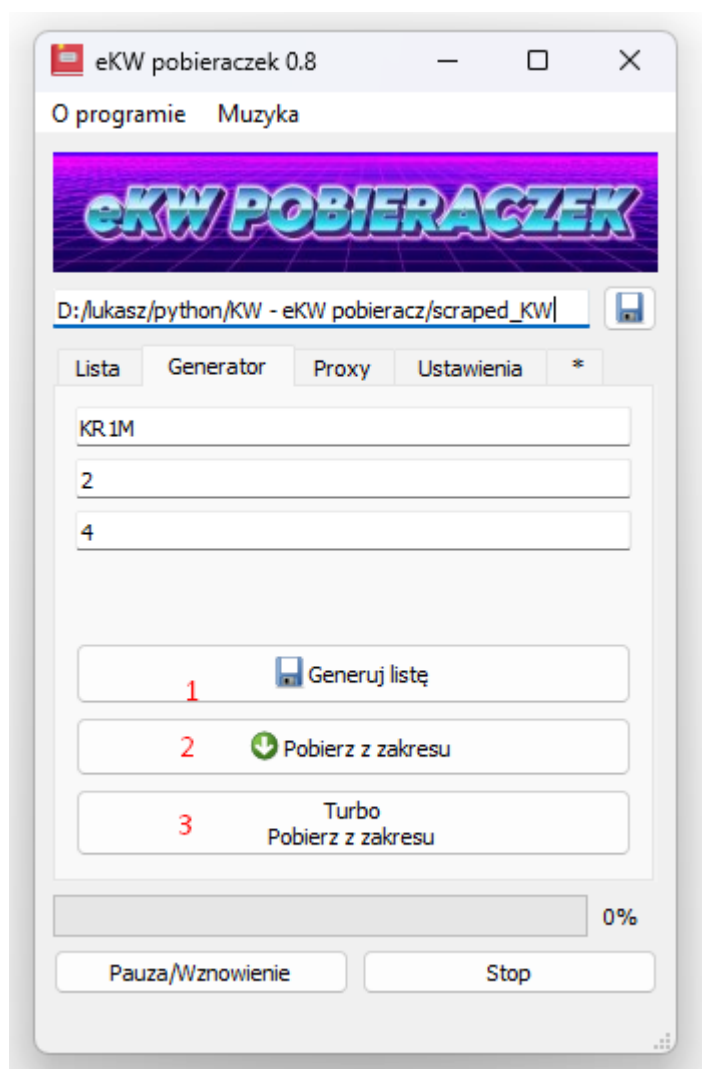 eKW pobieraczek 0.8
O programie Muzyka
eKW POBIERACZEK
D:/lukasz/python/KW - eKW pobieracz/scraped_KW
Lista Generator Proxy Ustawienia *
KR1M
2
4
1 Generuj listę
2 Pobierz z zakresu
3 Turbo
Pobierz z zakresu
0%
Pauza/Wznowienie Stop